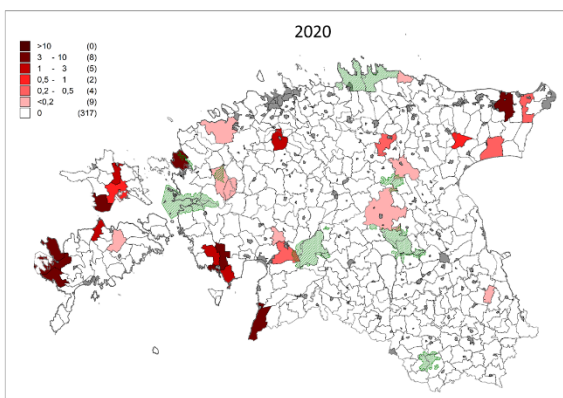 2020
>10 (0)
3 - 10 (8)
1 - 3 (5)
0,5 - 1 (2)
0,2 - 0,5 (4)
<0,2 (9)
0 (317)